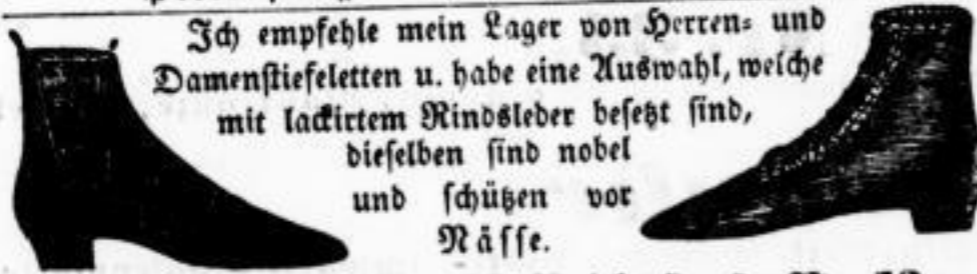 Ich empfehle mein Lager von Herren- und
Damenstiefeletten u. habe eine Auswahl, welche
mit lackirtem Rindsleder besetzt sind,
dieselben sind nobel
und schützen vor
Nässe.